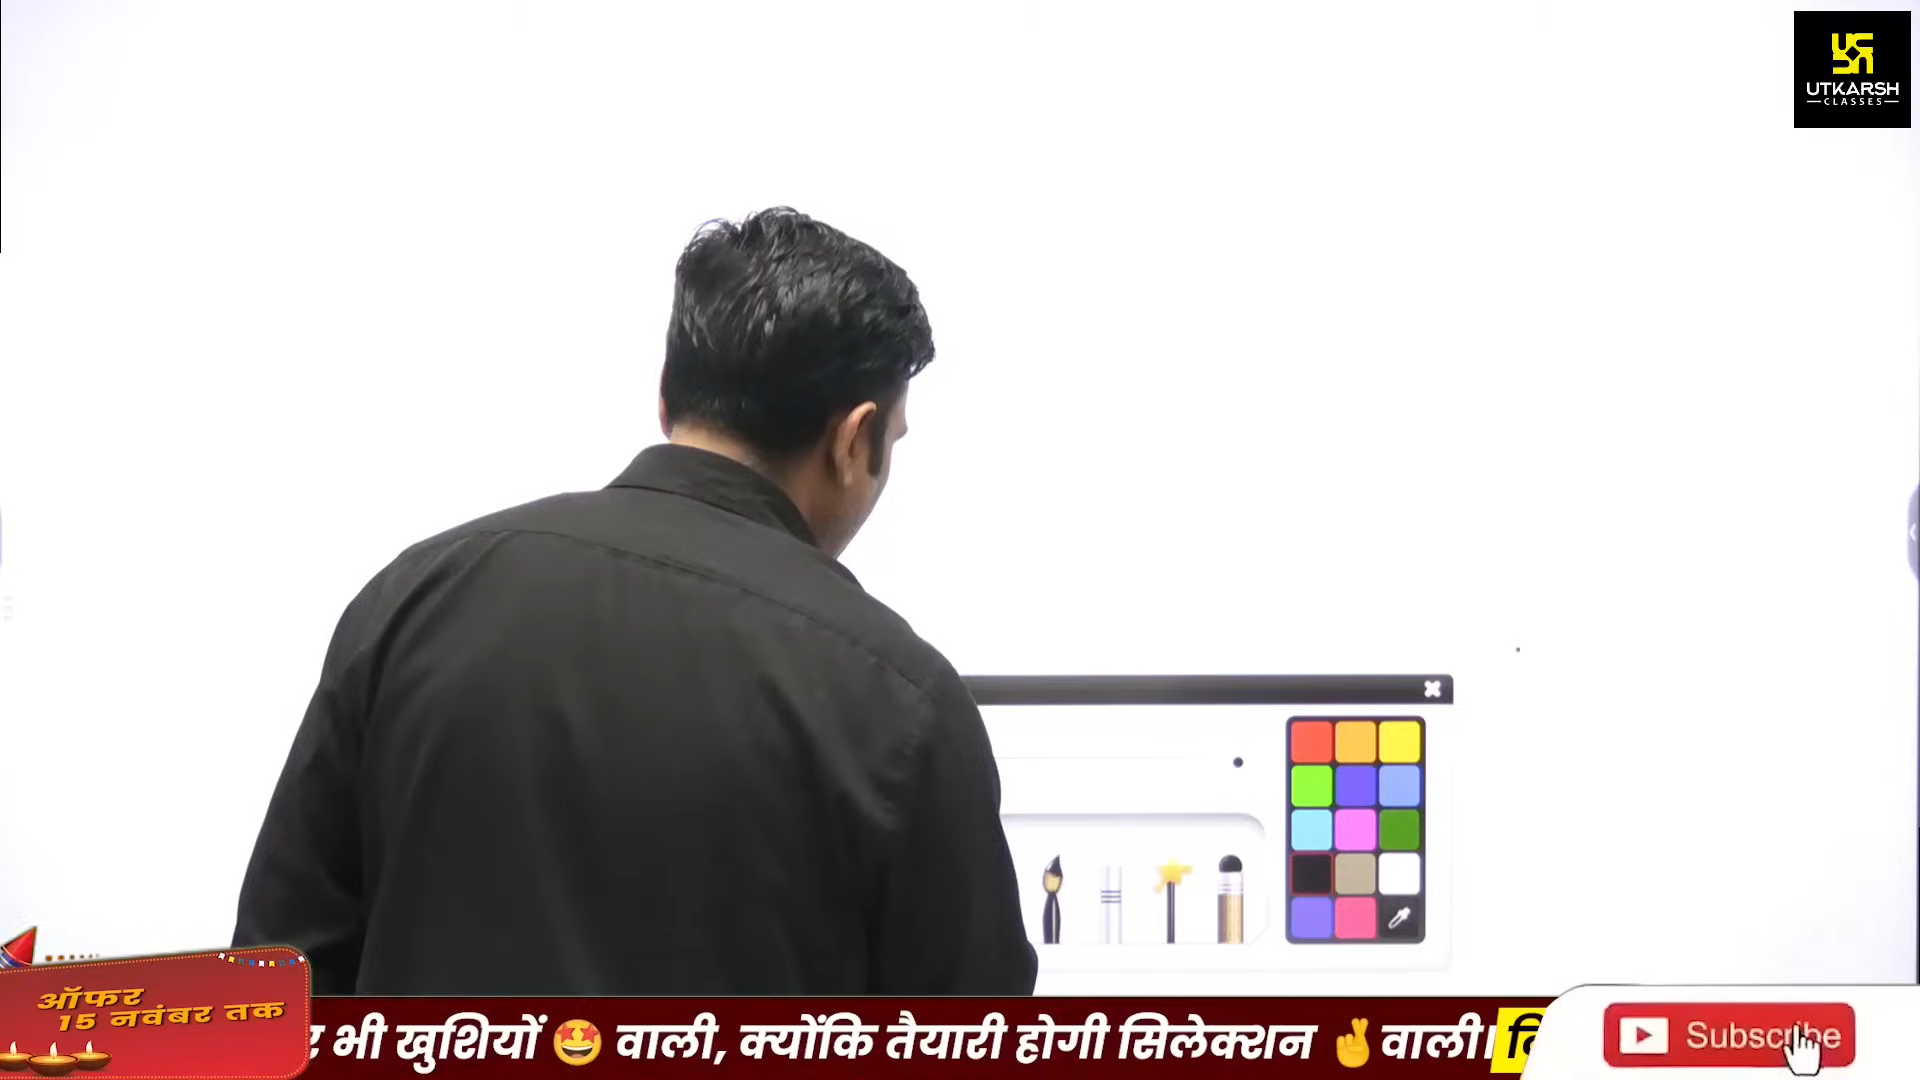 UTKARSH
CLASSES
ऑफर
15 नवंबर तक
भी खुशियों 🤩 वाली, क्योंकि तैयारी होगी सिलेक्शन 🤞 वाली।
Subscribe